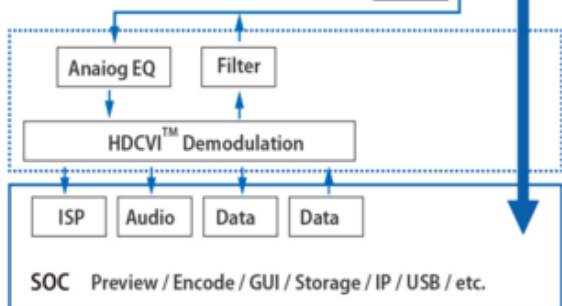 Anaiog EQ
Filter
HDCVI™ Demodulation
ISP
Audio
Data
Data
SOC Preview / Encode / GUI / Storage / IP / USB / etc.